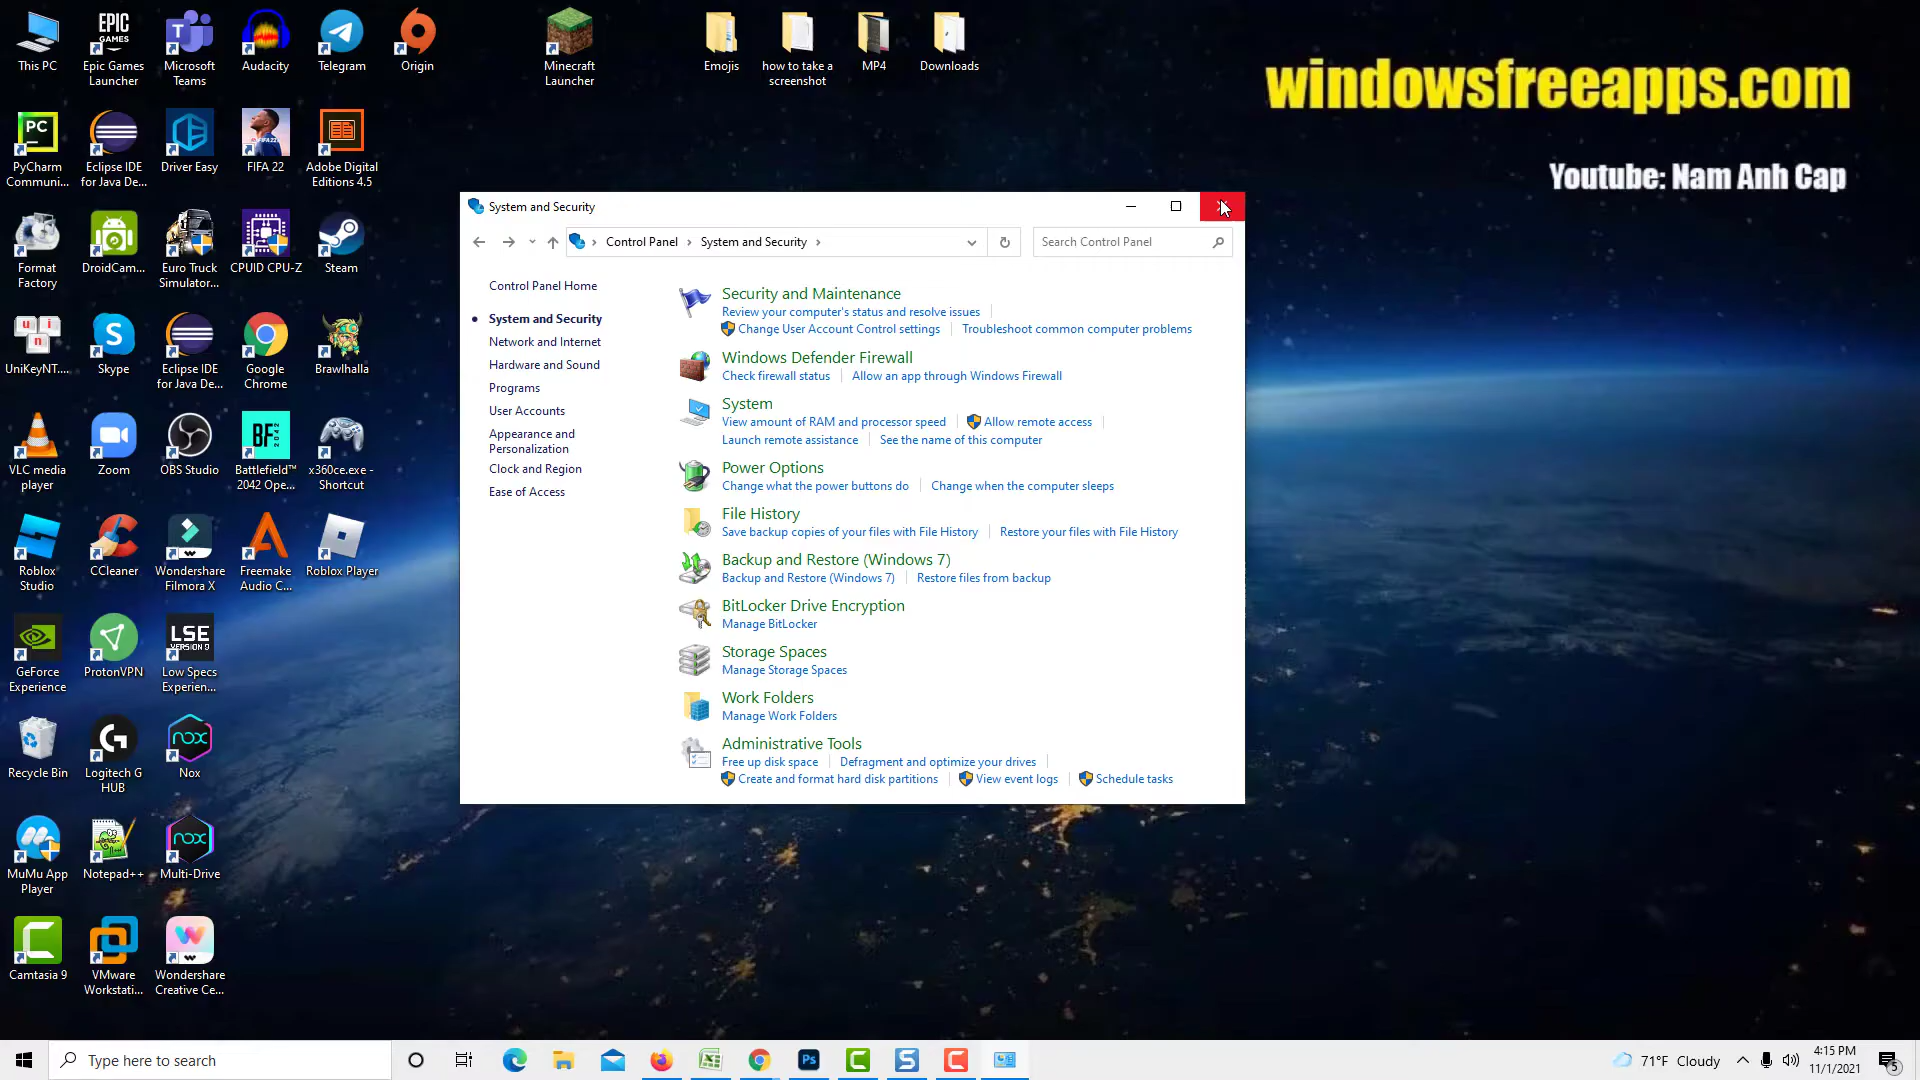 This PC
Epic Games Launcher
Microsoft Teams
Audacity
Telegram
Origin
Minecraft Launcher
Emojis
how to take a screenshot
MP4
Downloads
windowsfreeapps.com
Youtube: Nam Anh Cap
PyCharm Communi...
Eclipse IDE for Java De...
Driver Easy
FIFA 22
Adobe Digital Editions 4.5
Format Factory
DroidCam...
Euro Truck Simulator...
CPUID CPU-Z
Steam
UniKeyNT....
Skype
Eclipse IDE for Java De...
Google Chrome
Brawlhalla
VLC media player
Zoom
OBS Studio
Battlefield™ 2042 Ope...
x360ce.exe - Shortcut
Roblox Studio
CCleaner
Wondershare Filmora X
Freemake Audio C...
Roblox Player
GeForce Experience
ProtonVPN
Low Specs Experien...
Recycle Bin
Logitech G HUB
Nox
MuMu App Player
Notepad++
Multi-Drive
Camtasia 9
VMware Workstati...
Wondershare Creative Ce...
System and Security
Control Panel > System and Security >
Search Control Panel
Control Panel Home
System and Security
Network and Internet
Hardware and Sound
Programs
User Accounts
Appearance and
Personalization
Clock and Region
Ease of Access
Security and Maintenance
Review your computer's status and resolve issues
Change User Account Control settings
Troubleshoot common computer problems
Windows Defender Firewall
Check firewall status
Allow an app through Windows Firewall
System
View amount of RAM and processor speed
Allow remote access
Launch remote assistance
See the name of this computer
Power Options
Change what the power buttons do
Change when the computer sleeps
File History
Save backup copies of your files with File History
Restore your files with File History
Backup and Restore (Windows 7)
Backup and Restore (Windows 7)
Restore files from backup
BitLocker Drive Encryption
Manage BitLocker
Storage Spaces
Manage Storage Spaces
Work Folders
Manage Work Folders
Administrative Tools
Free up disk space
Defragment and optimize your drives
Create and format hard disk partitions
View event logs
Schedule tasks
Type here to search
71°F Cloudy
4:15 PM
11/1/2021
5